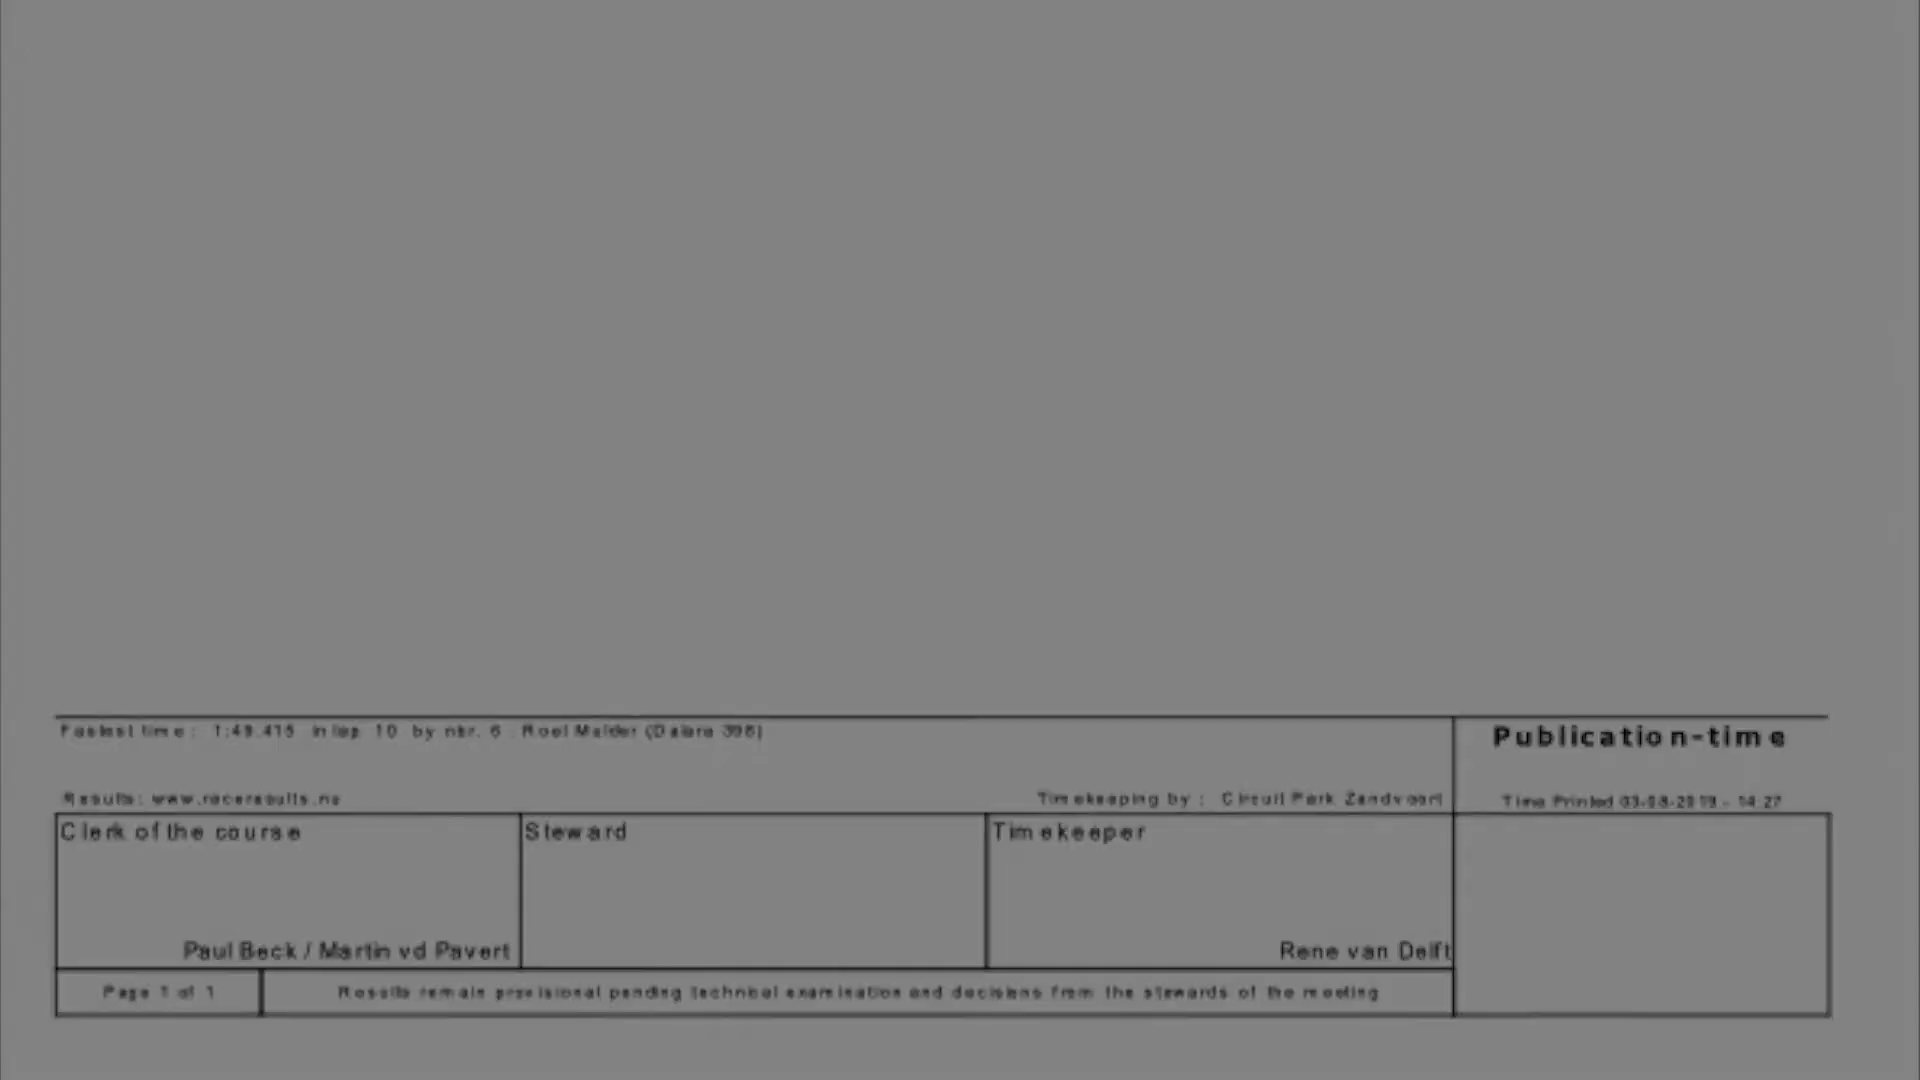 Fastest time : 1:49.415 in lap 10 by nbr. 6 : Roel Mulder (Dallara 396)
Publication-time
Results: www.raceresults.nu
Timekeeping by : Circuit Park Zandvoort
Time Printed 03-08-2019 - 14:27
Clerk of the course
Steward
Timekeeper
Paul Beck / Martin vd Pavert
Rene van Delft
Page 1 of 1
Results remain provisional pending technical examination and decisions from the stewards of the meeting